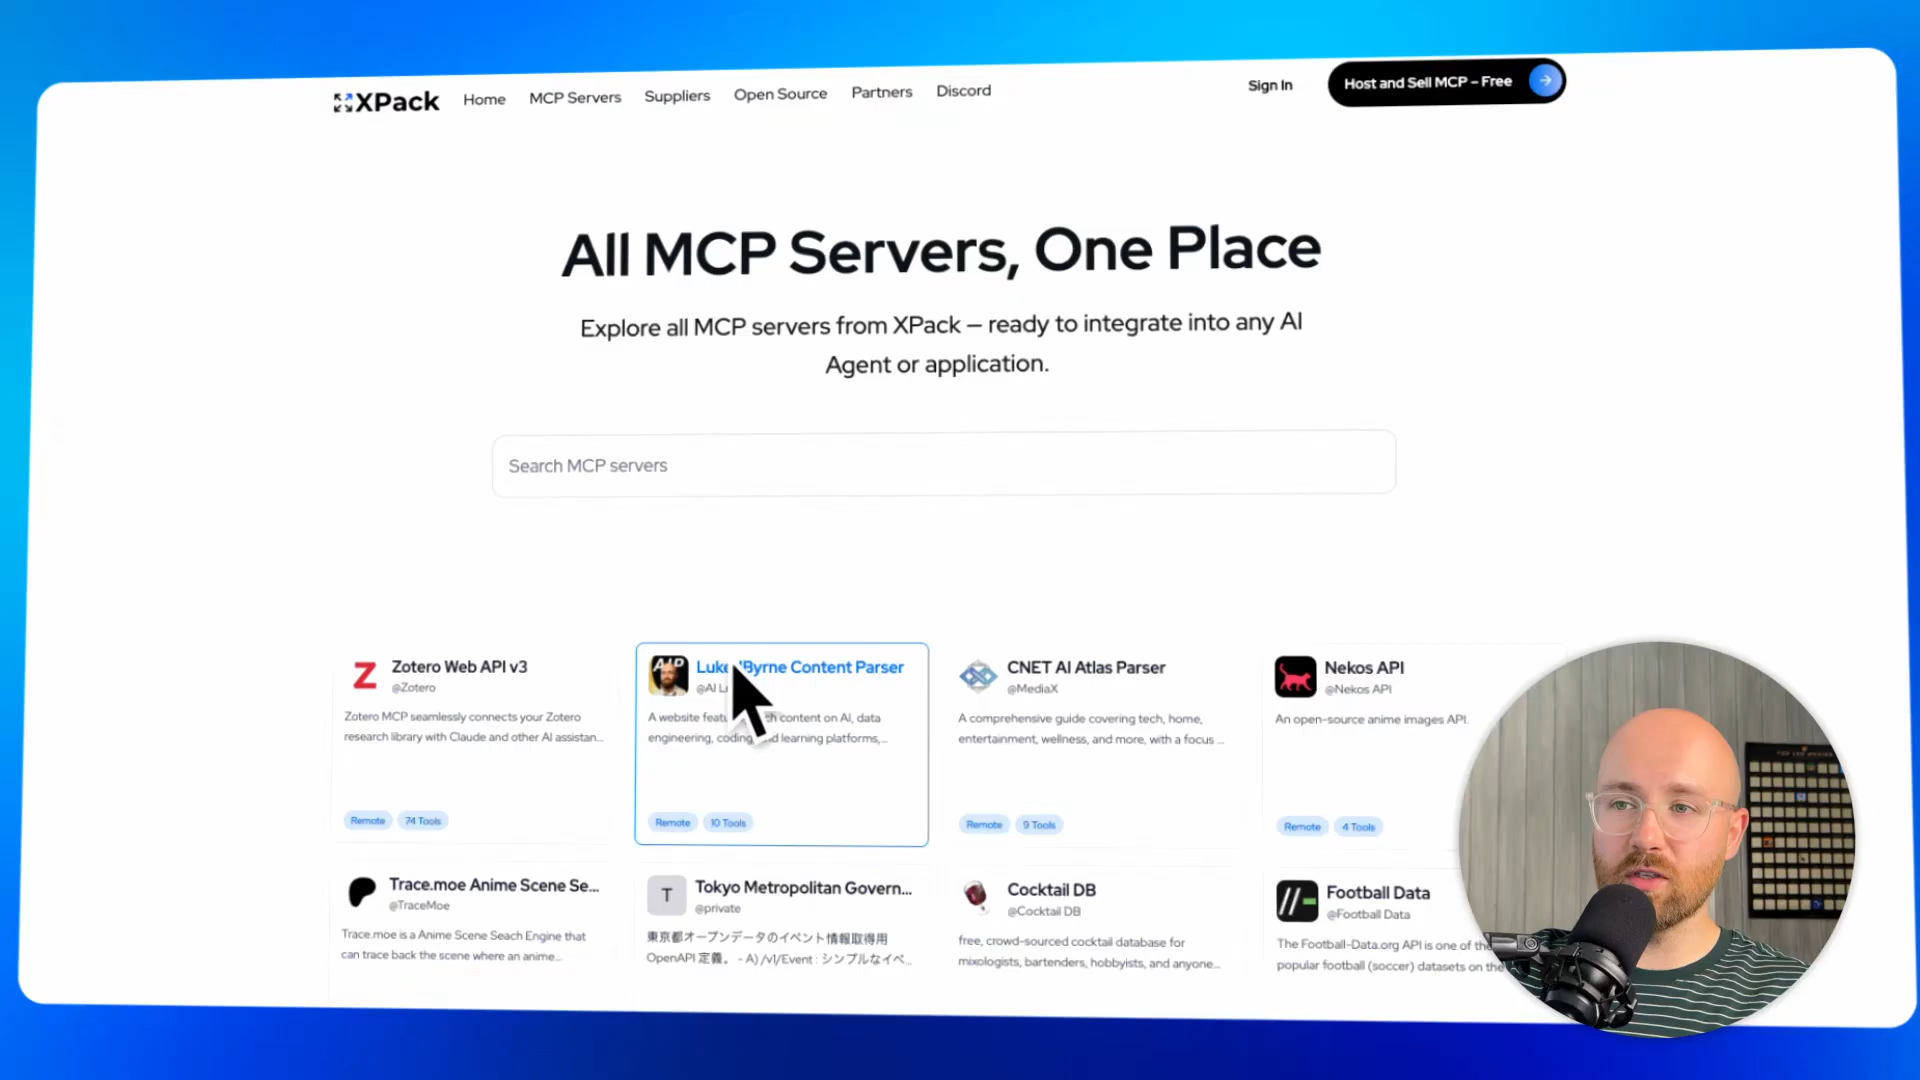 XPack
Home
MCP Servers
Suppliers
Open Source
Partners
Discord
Sign In
Host and Sell MCP – Free
All MCP Servers, One Place
Explore all MCP servers from XPack — ready to integrate into any AI
Agent or application.
Search MCP servers
Zotero Web API v3
@Zotero
Zotero MCP seamlessly connects your Zotero
research library with Claude and other AI assistan...
Remote
74 Tools
AIP
Luke 'Byrne Content Parser
@AI
A website content on AI, data
engineering, coding, learning platforms,...
Remote
10 Tools
CNET AI Atlas Parser
@MediaX
A comprehensive guide covering tech, home,
entertainment, wellness, and more, with a focus ...
Remote
9 Tools
Nekos API
@Nekos API
An open-source anime images API.
Remote
4 Tools
Trace.moe Anime Scene Se...
@TraceMoe
Trace.moe is a Anime Scene Seach Engine that
can trace back the scene where an anime...
T
Tokyo Metropolitan Govern...
@private
東京都オープンデータのイベント情報取得用
OpenAPI 定義。 - A) /v1/Event : シンプルなイベ...
Cocktail DB
@Cocktail DB
free, crowd-sourced cocktail database for
mixologists, bartenders, hobbyists, and anyone...
Football Data
@Football Data
The Football-Data.org API is one of the
popular football (soccer) datasets on the